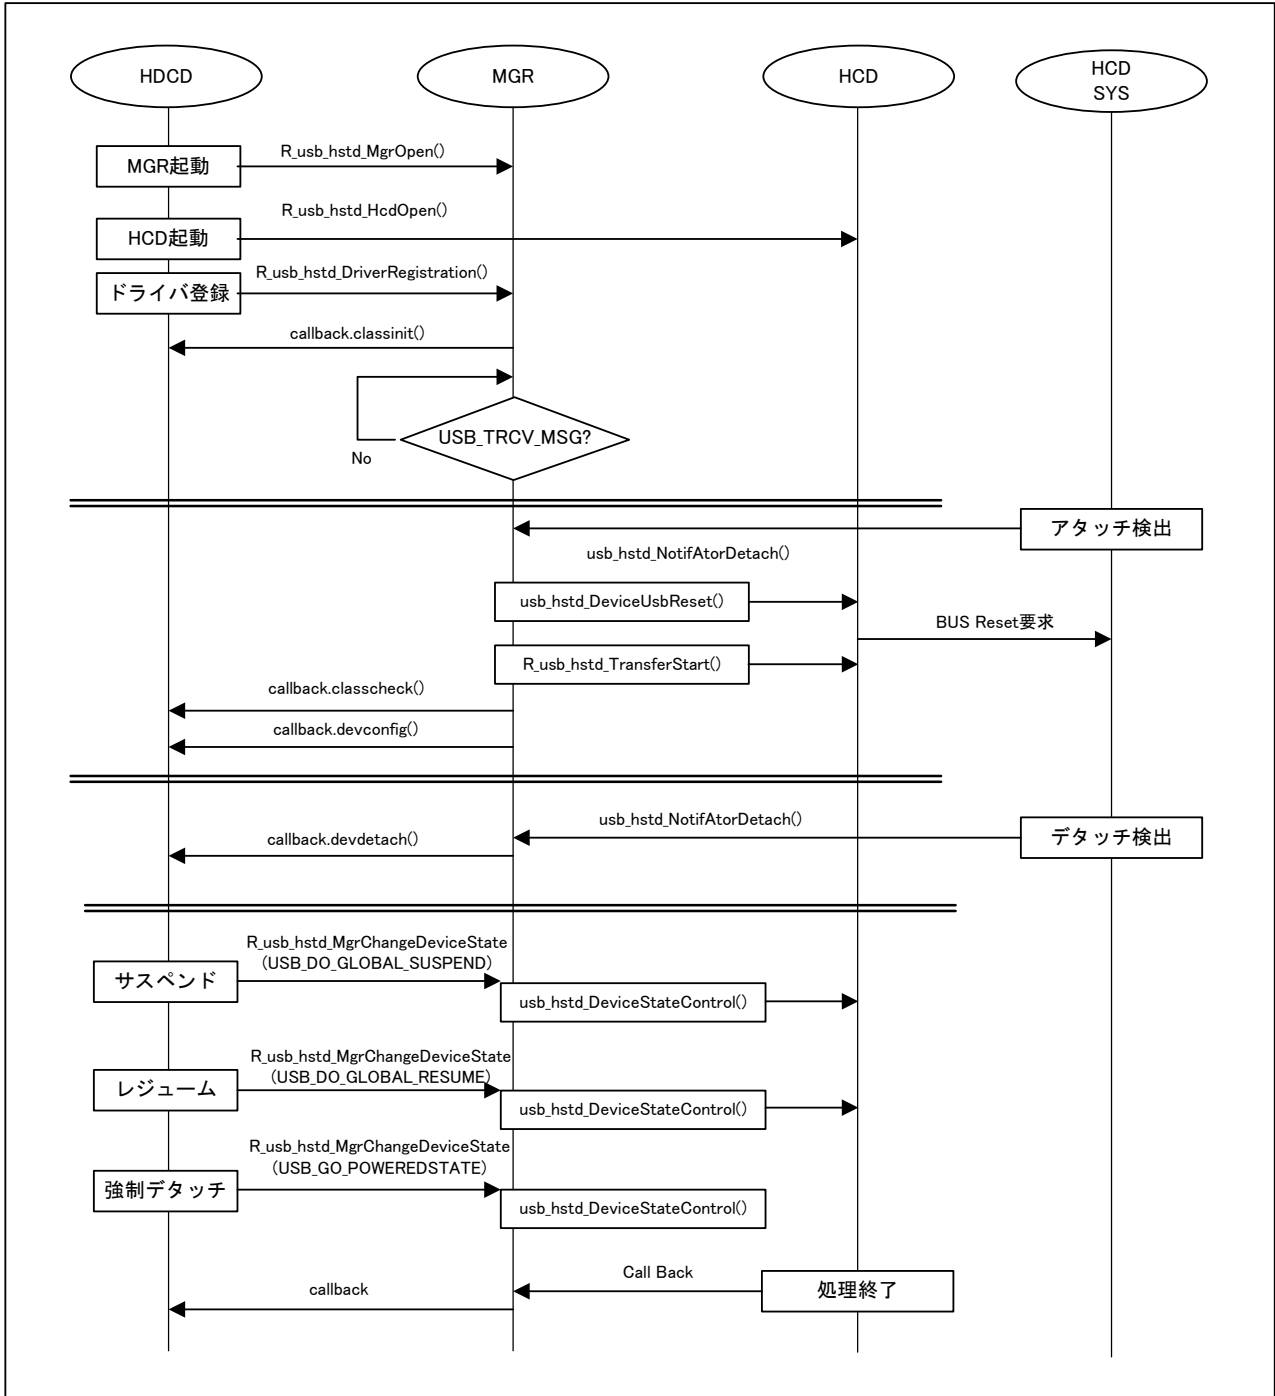 HDCD
MGR
HCD
HCD
SYS
MGR起動
R_usb_hstd_MgrOpen()
R_usb_hstd_HcdOpen()
HCD起動
R_usb_hstd_DriverRegistration()
ドライバ登録
callback.classinit()
USB_TRCV_MSG?
No
アタッチ検出
usb_hstd_NotifAtorDetach()
usb_hstd_DeviceUsbReset()
BUS Reset要求
R_usb_hstd_TransferStart()
callback.classcheck()
callback.devconfig()
usb_hstd_NotifAtorDetach()
デタッチ検出
callback.devdetach()
R_usb_hstd_MgrChangeDeviceState
(USB_DO_GLOBAL_SUSPEND)
サスペンド
usb_hstd_DeviceStateControl()
R_usb_hstd_MgrChangeDeviceState
(USB_DO_GLOBAL_RESUME)
レジューム
usb_hstd_DeviceStateControl()
R_usb_hstd_MgrChangeDeviceState
(USB_GO_POWEREDSTATE)
強制デタッチ
usb_hstd_DeviceStateControl()
Call Back
処理終了
callback